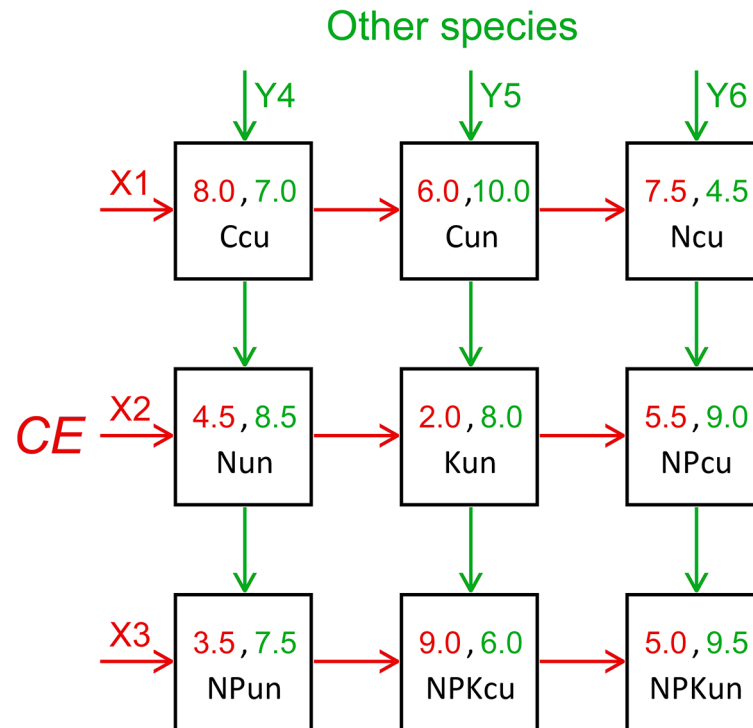 Other species
Y4 Y5 Y6
X1 8.0 , 7.0 6.0 ,10.0 7.5 , 4.5
Ccu Cun Ncu
CE X2 4.5 , 8.5 2.0 , 8.0 5.5 , 9.0
Nun Kun NPcu
X3 3.5 , 7.5 9.0 , 6.0 5.0 , 9.5
NPun NPKcu NPKun